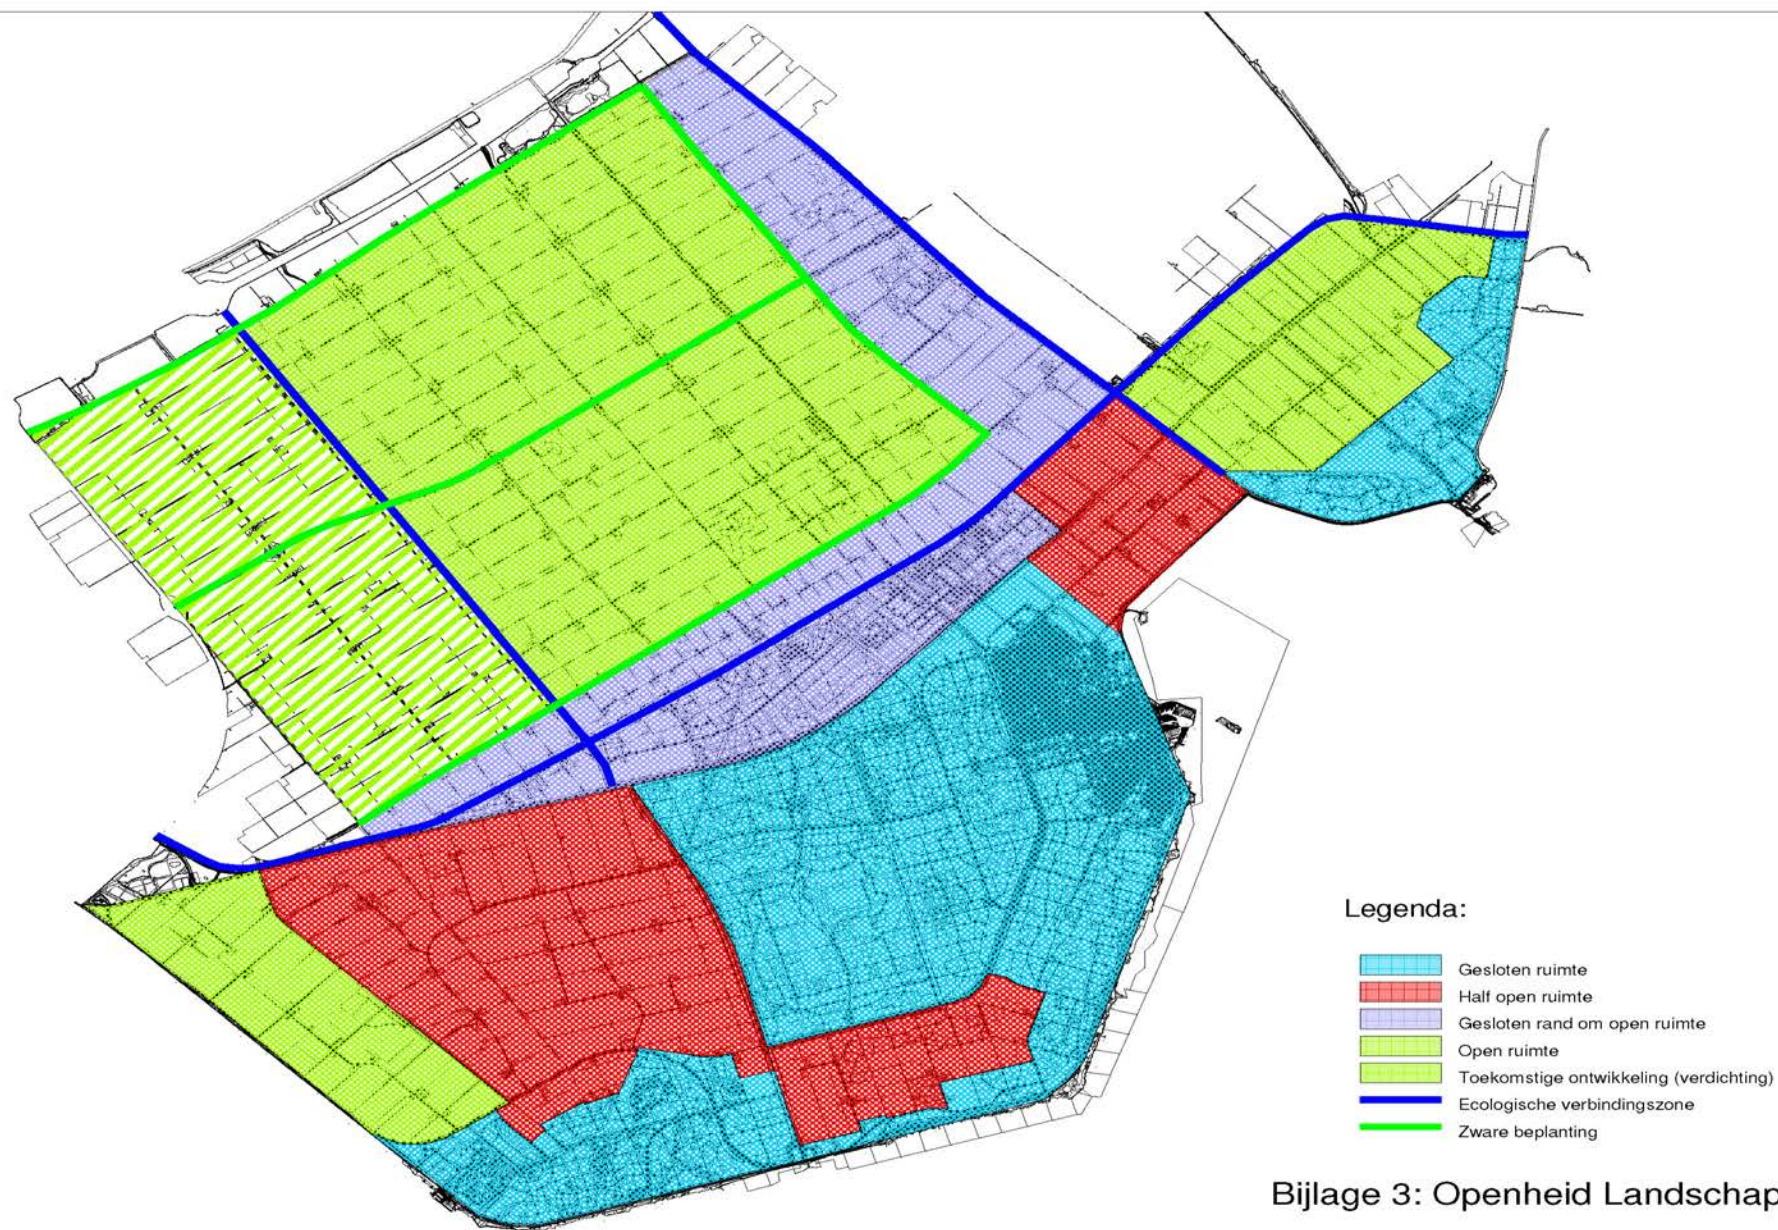 Legenda:
Gesloten ruimte
Half open ruimte
Gesloten rand om open ruimte
Open ruimte
Toekomstige ontwikkeling (verdichting)
Ecologische verbindingszone
Zware beplanting
Bijlage 3: Openheid Landschap